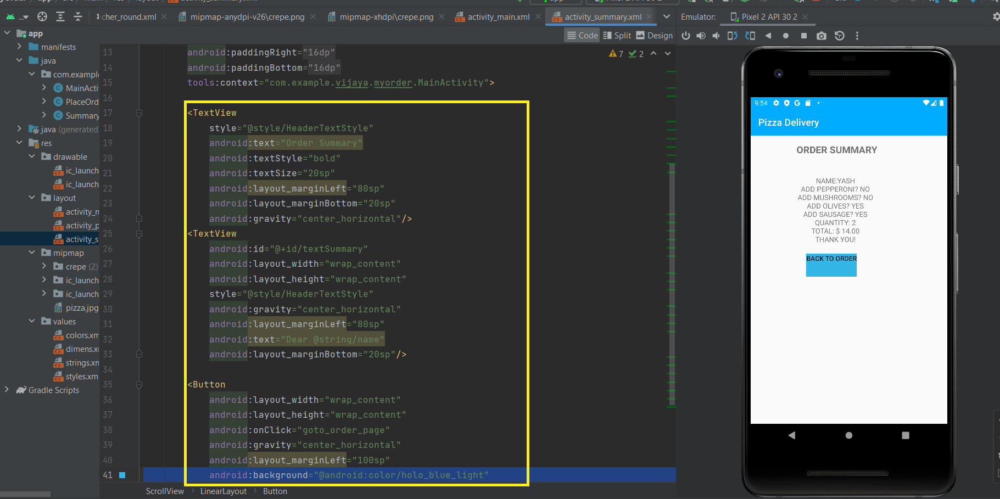 cher_round.xml
mipmap-anydpi-v26\crepe.png
mipmap-xhdpi\crepe.png
activity_main.xml
activity_summary.xml
Emulator:
Pixel 2 API 30 2
Code
Split
Design
app
manifests
java
com.example
MainActi
PlaceOrd
Summary
java (generated
res
drawable
ic_launch
ic_launch
layout
activity_m
activity_p
activity_s
mipmap
crepe (2)
ic_launch
ic_launch
pizza.jpg
values
colors.xm
dimens.x
strings.xm
styles.xm
Gradle Scripts
7
2
13 android:paddingRight="16dp"
14 android:paddingBottom="16dp"
15 tools:context="com.example.vijaya.myorder.MainActivity">
16
17 <TextView
18 style="@style/HeaderTextStyle"
19 android:text="Order Summary"
20 android:textStyle="bold"
21 android:textSize="20sp"
22 android:layout_marginLeft="80sp"
23 android:layout_marginBottom="20sp"
24 android:gravity="center_horizontal"/>
25 <TextView
26 android:id="@+id/textSummary"
27 android:layout_width="wrap_content"
28 android:layout_height="wrap_content"
29 style="@style/HeaderTextStyle"
30 android:gravity="center_horizontal"
31 android:layout_marginLeft="80sp"
32 android:text="Dear @string/name"
33 android:layout_marginBottom="20sp"/>
34
35 <Button
36 android:layout_width="wrap_content"
37 android:layout_height="wrap_content"
38 android:onClick="goto_order_page"
39 android:gravity="center_horizontal"
40 android:layout_marginLeft="100sp"
41 android:background="@android:color/holo_blue_light"
ScrollView
LinearLayout
Button
9:54
Pizza Delivery
ORDER SUMMARY
NAME:YASH
ADD PEPPERONI? NO
ADD MUSHROOMS? NO
ADD OLIVES? YES
ADD SAUSAGE? YES
QUANTITY: 2
TOTAL: $ 14.00
THANK YOU!
BACK TO ORDER